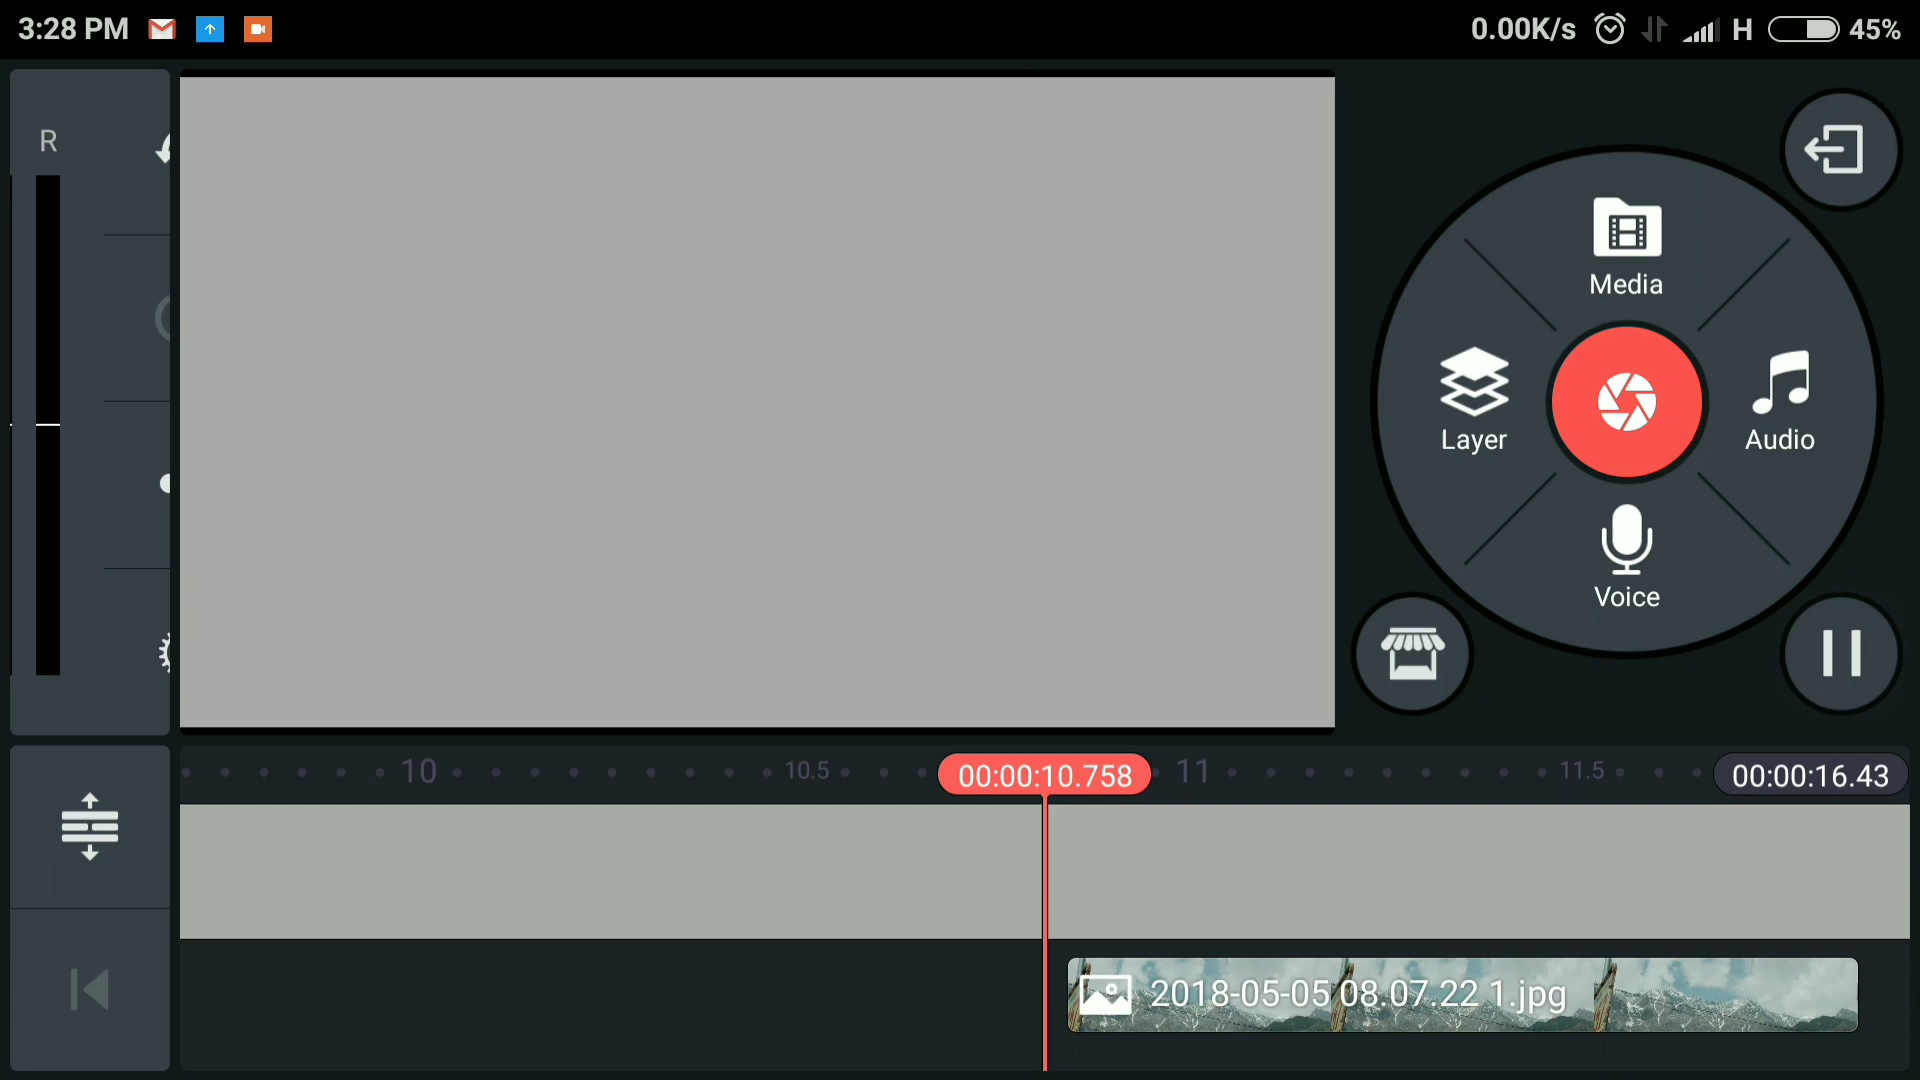 3:28 PM 0.00K/s H 45%
R
Media
Layer
Audio
Voice
10 10.5 00:00:10.758 11 11.5 00:00:16.43
2018-05-05 08.07.22 1.jpg